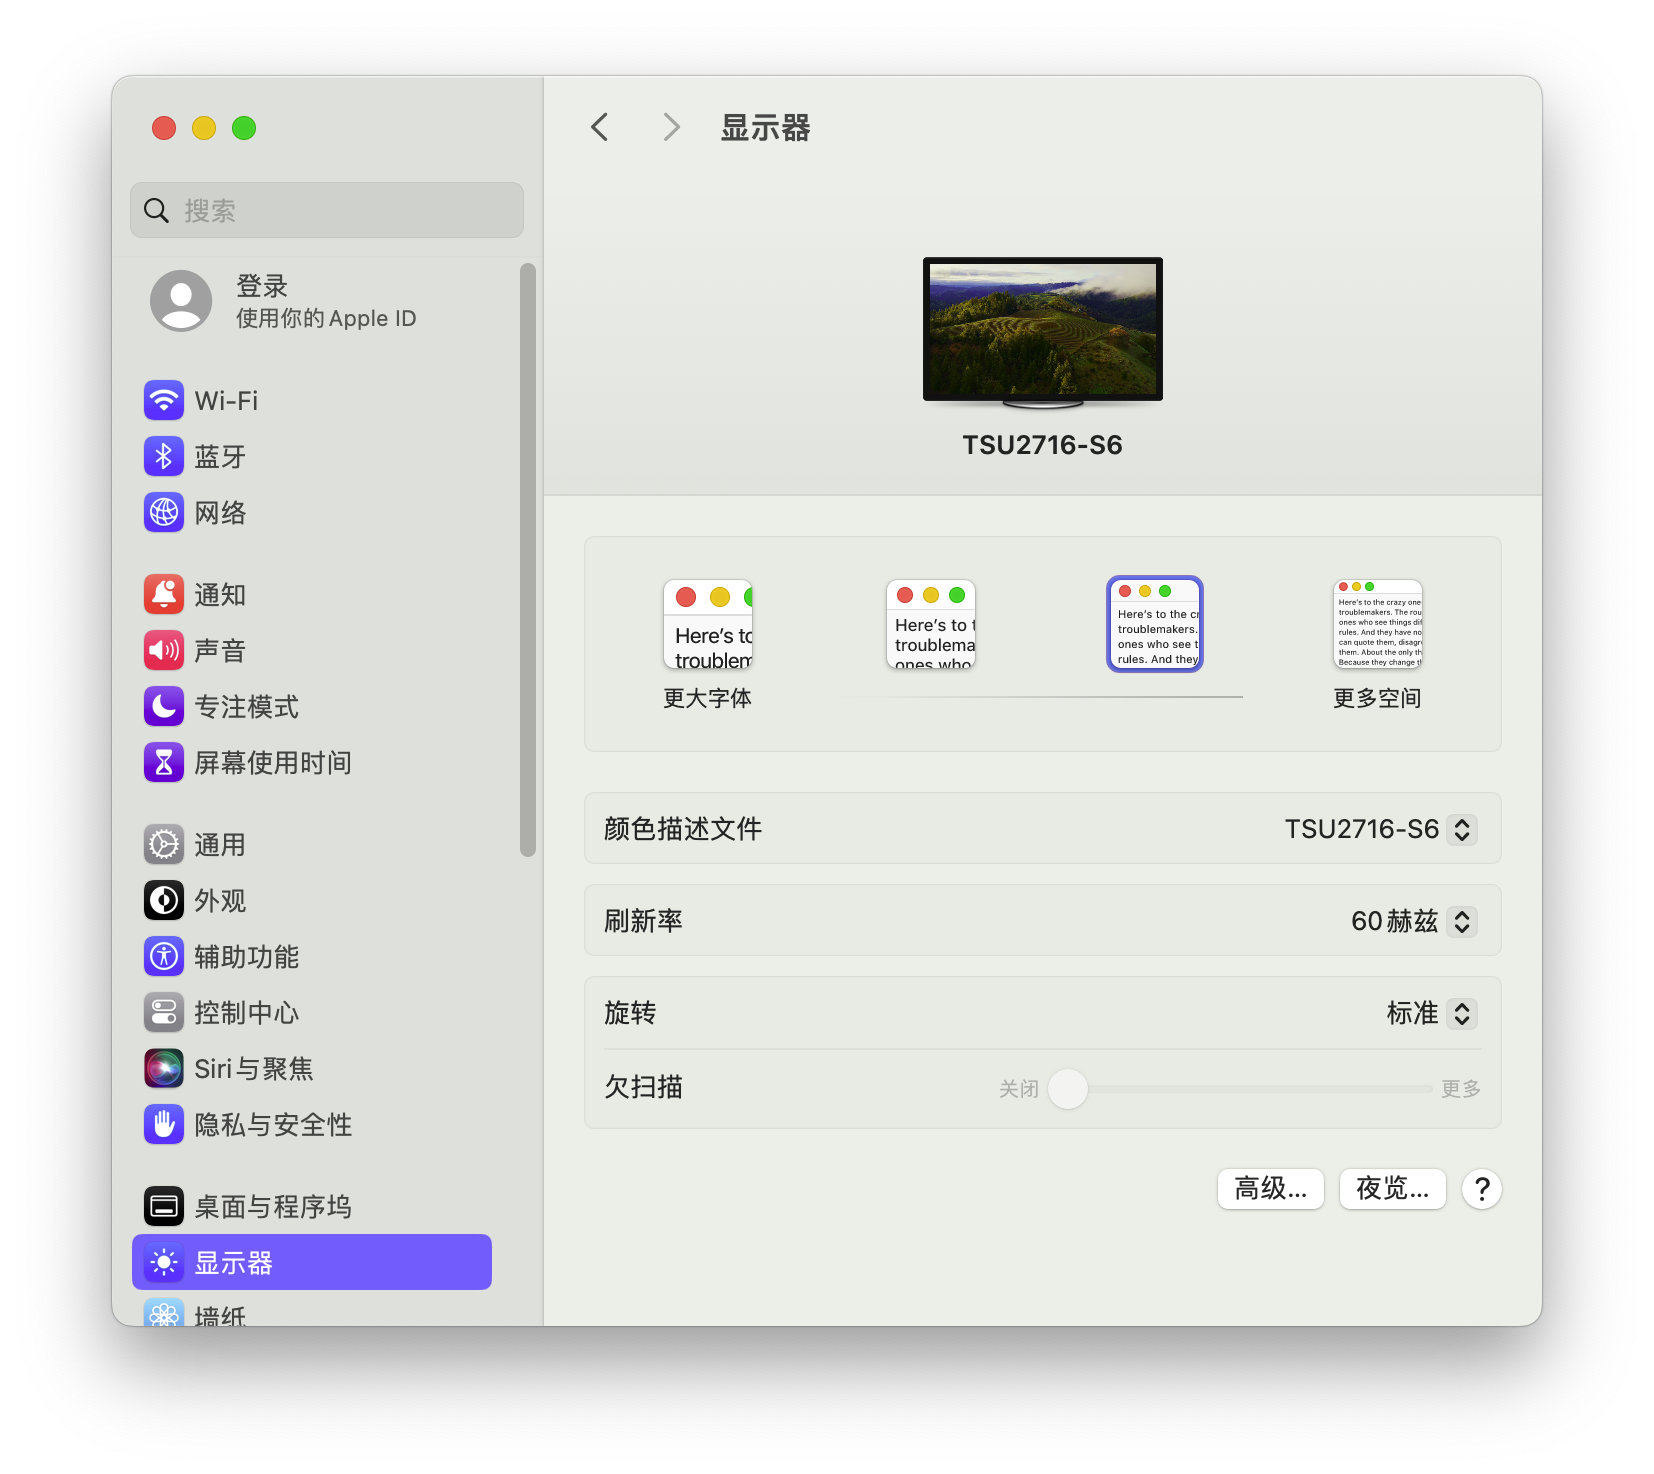 显示器
搜索
登录
使用你的 Apple ID
Wi-Fi
蓝牙
网络
通知
声音
专注模式
屏幕使用时间
通用
外观
辅助功能
控制中心
Siri与聚焦
隐私与安全性
桌面与程序坞
显示器
墙纸
TSU2716-S6
Here's to
troublem
Here's to t
troublema
ones who
Here's to the cr
troublemakers.
ones who see t
rules. And they
Here's to the crazy one
troublemakers. The rou
ones who see things dif
rules. And they have no
can quote them, disagr
them. About the only th
Because they change t
更大字体
更多空间
颜色描述文件 TSU2716-S6
刷新率 60 赫兹
旋转 标准
欠扫描 关闭 更多
高级... 夜览... ?